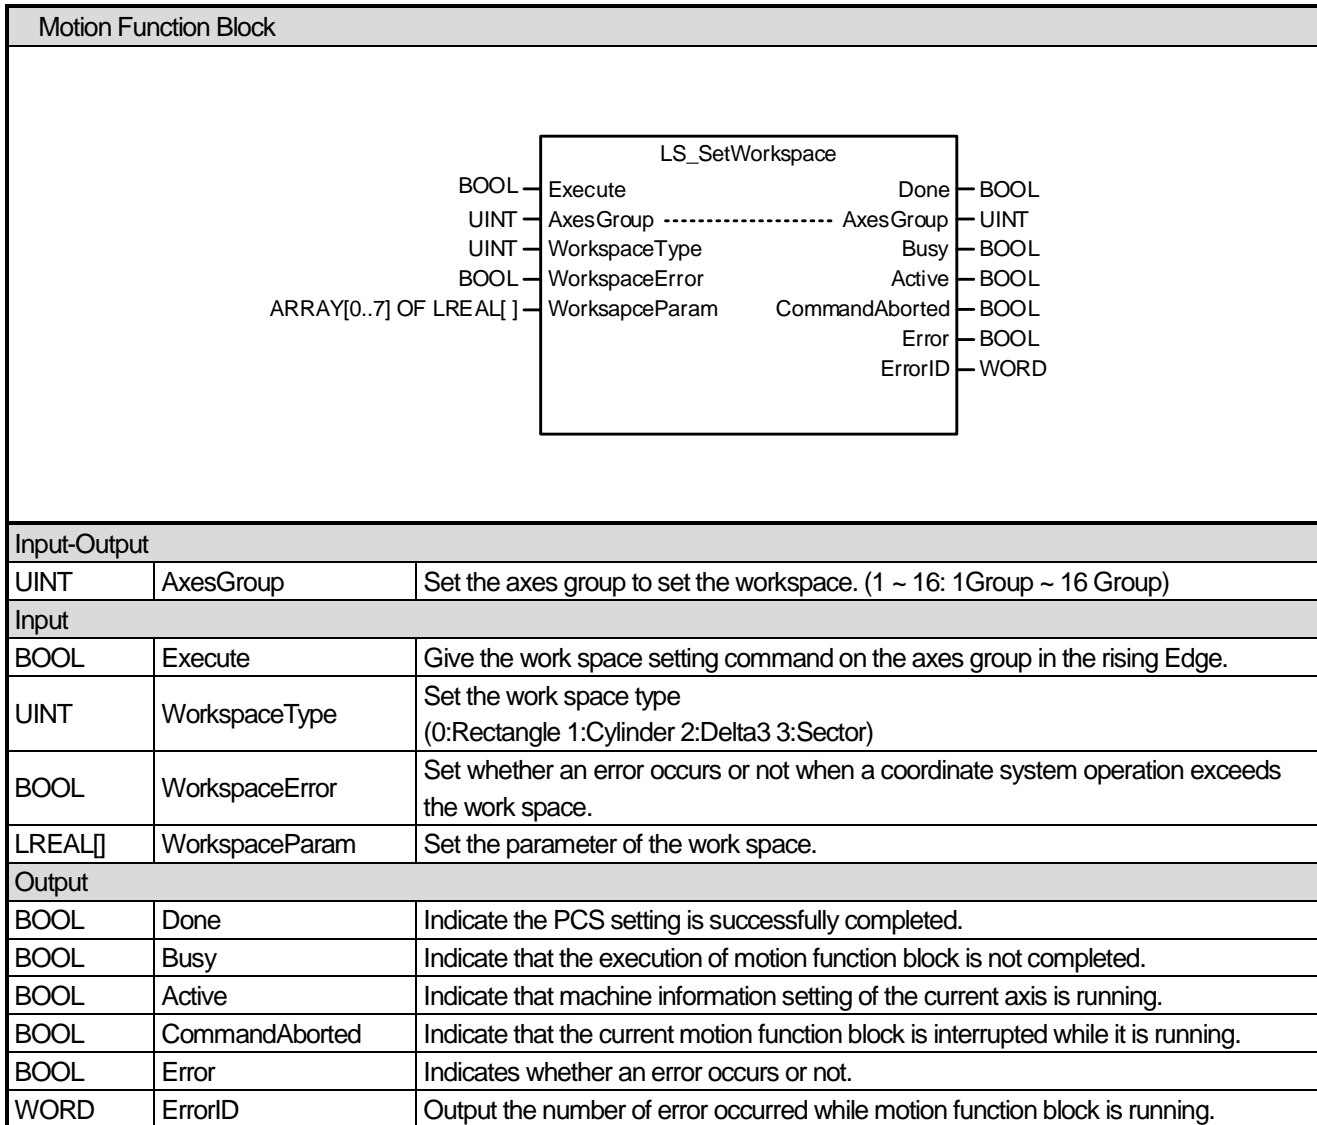 Motion Function Block
LS_SetWorkspace
BOOL Execute Done BOOL
UINT AxesGroup AxesGroup UINT
UINT WorkspaceType Busy BOOL
BOOL WorkspaceError Active BOOL
ARRAY[0..7] OF LREAL[ ] WorksapceParam CommandAborted BOOL
Error BOOL
ErrorID WORD
Input-Output
UINT AxesGroup Set the axes group to set the workspace. (1 ~ 16: 1Group ~ 16 Group)
Input
BOOL Execute Give the work space setting command on the axes group in the rising Edge.
UINT WorkspaceType Set the work space type
(0:Rectangle 1:Cylinder 2:Delta3 3:Sector)
BOOL WorkspaceError Set whether an error occurs or not when a coordinate system operation exceeds
the work space.
LREAL[] WorkspaceParam Set the parameter of the work space.
Output
BOOL Done Indicate the PCS setting is successfully completed.
BOOL Busy Indicate that the execution of motion function block is not completed.
BOOL Active Indicate that machine information setting of the current axis is running.
BOOL CommandAborted Indicate that the current motion function block is interrupted while it is running.
BOOL Error Indicates whether an error occurs or not.
WORD ErrorID Output the number of error occurred while motion function block is running.